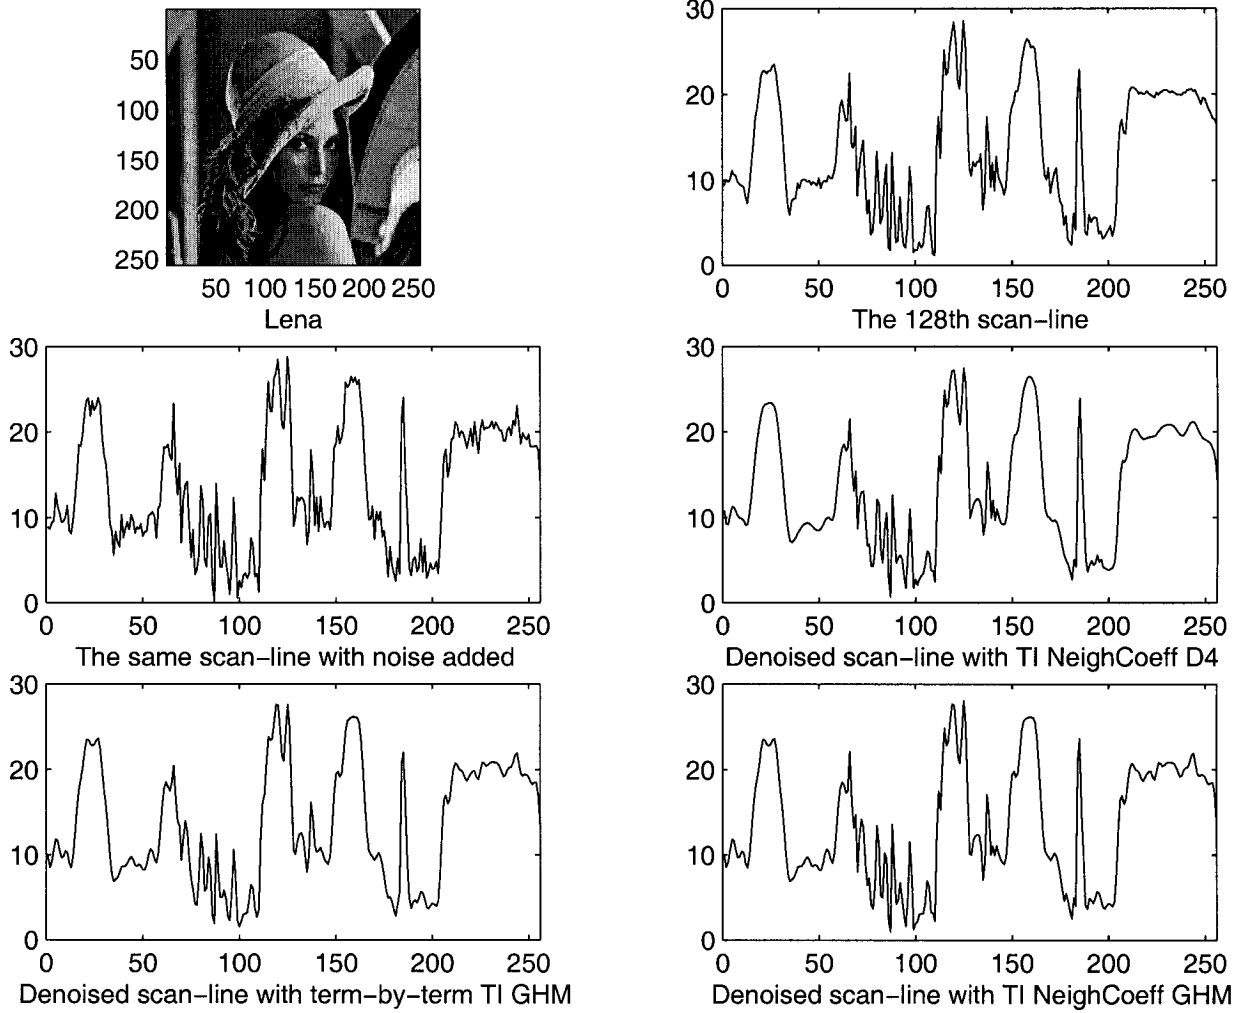 50
100
150
200
250
50 100 150 200 250
Lena
30
20
10
0
0 50 100 150 200 250
The 128th scan-line
30
20
10
0
0 50 100 150 200 250
The same scan-line with noise added
30
20
10
0
0 50 100 150 200 250
Denoised scan-line with TI NeighCoeff D4
30
20
10
0
0 50 100 150 200 250
Denoised scan-line with term-by-term TI GHM
30
20
10
0
0 50 100 150 200 250
Denoised scan-line with TI NeighCoeff GHM